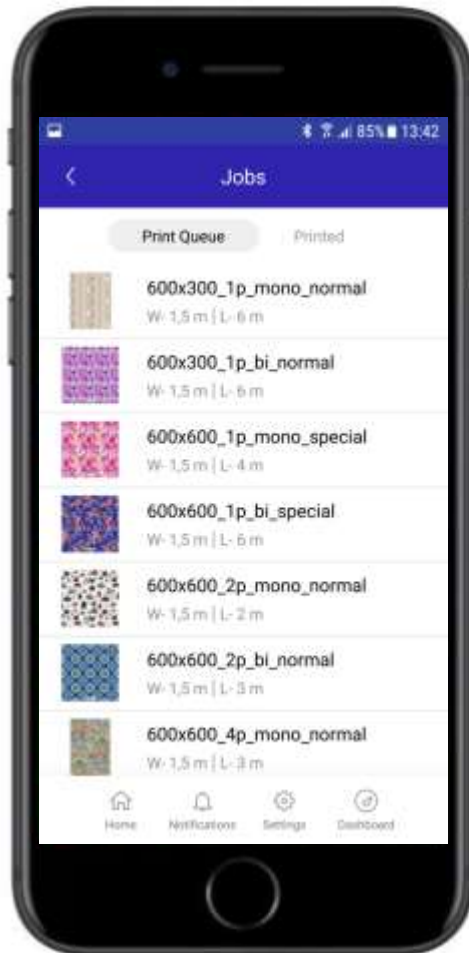 85% 13:42
Jobs
Print Queue Printed
600x300_1p_mono_normal
W- 1,5 m | L- 6 m
600x300_1p_bi_normal
W- 1,5 m | L- 6 m
600x600_1p_mono_special
W- 1,5 m | L- 4 m
600x600_1p_bi_special
W- 1,5 m | L- 6 m
600x600_2p_mono_normal
W- 1,5 m | L- 2 m
600x600_2p_bi_normal
W- 1,5 m | L- 3 m
600x600_4p_mono_normal
W- 1,5 m | L- 3 m
Home Notifications Settings Dashboard